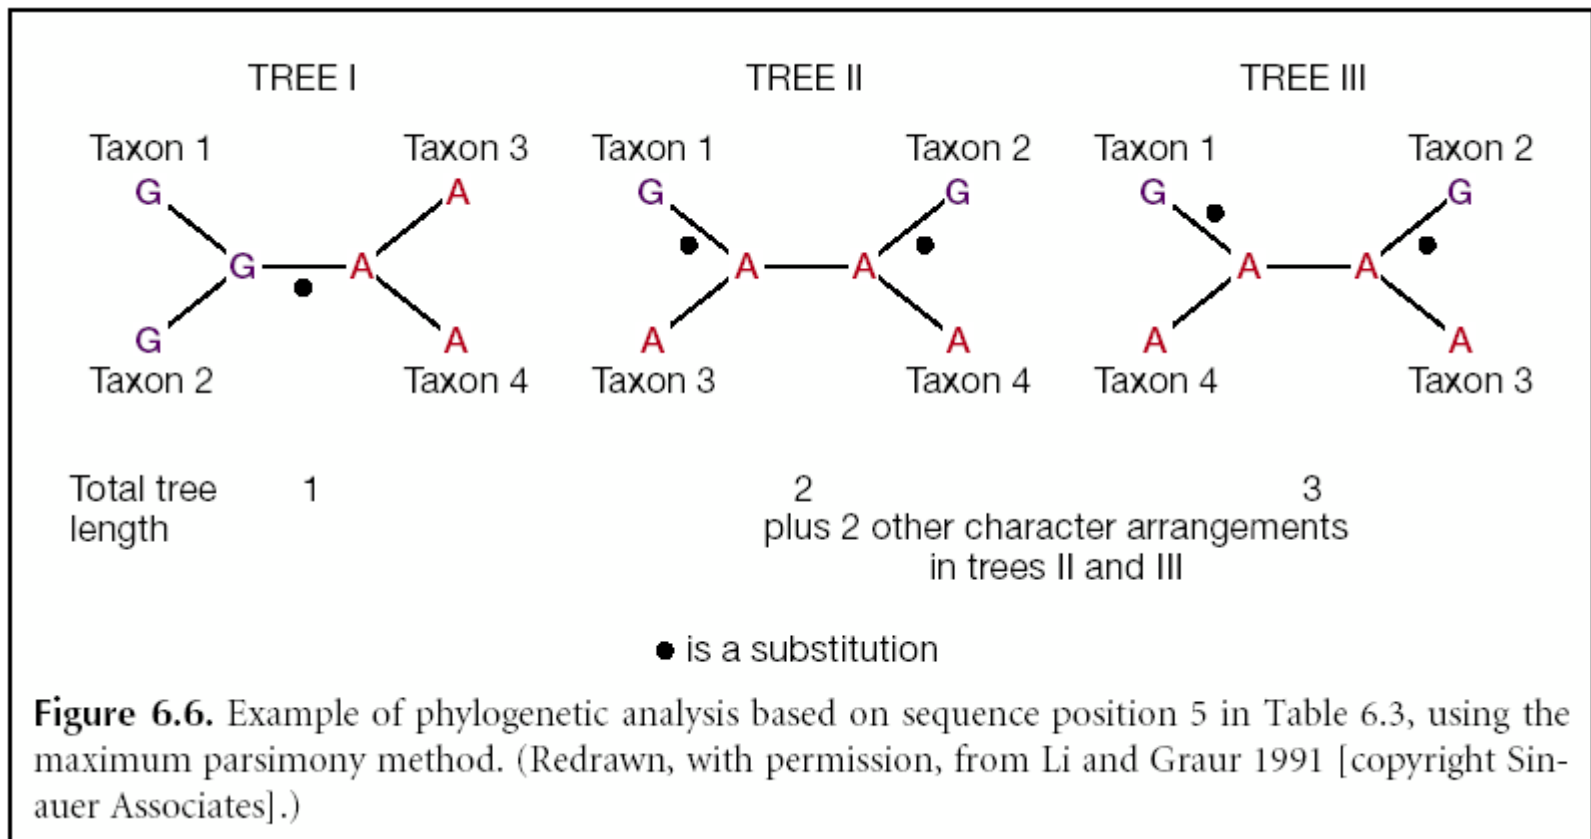 TREE I TREE II TREE III
Taxon 1 Taxon 3 Taxon 1 Taxon 2 Taxon 1 Taxon 2
G A G G G G
G A A A A A
G A A A A A
Taxon 2 Taxon 4 Taxon 3 Taxon 4 Taxon 4 Taxon 3
Total tree 1 2 3
length plus 2 other character arrangements
in trees II and III
● is a substitution
Figure 6.6. Example of phylogenetic analysis based on sequence position 5 in Table 6.3, using the
maximum parsimony method. (Redrawn, with permission, from Li and Graur 1991 [copyright Sin-
auer Associates].)